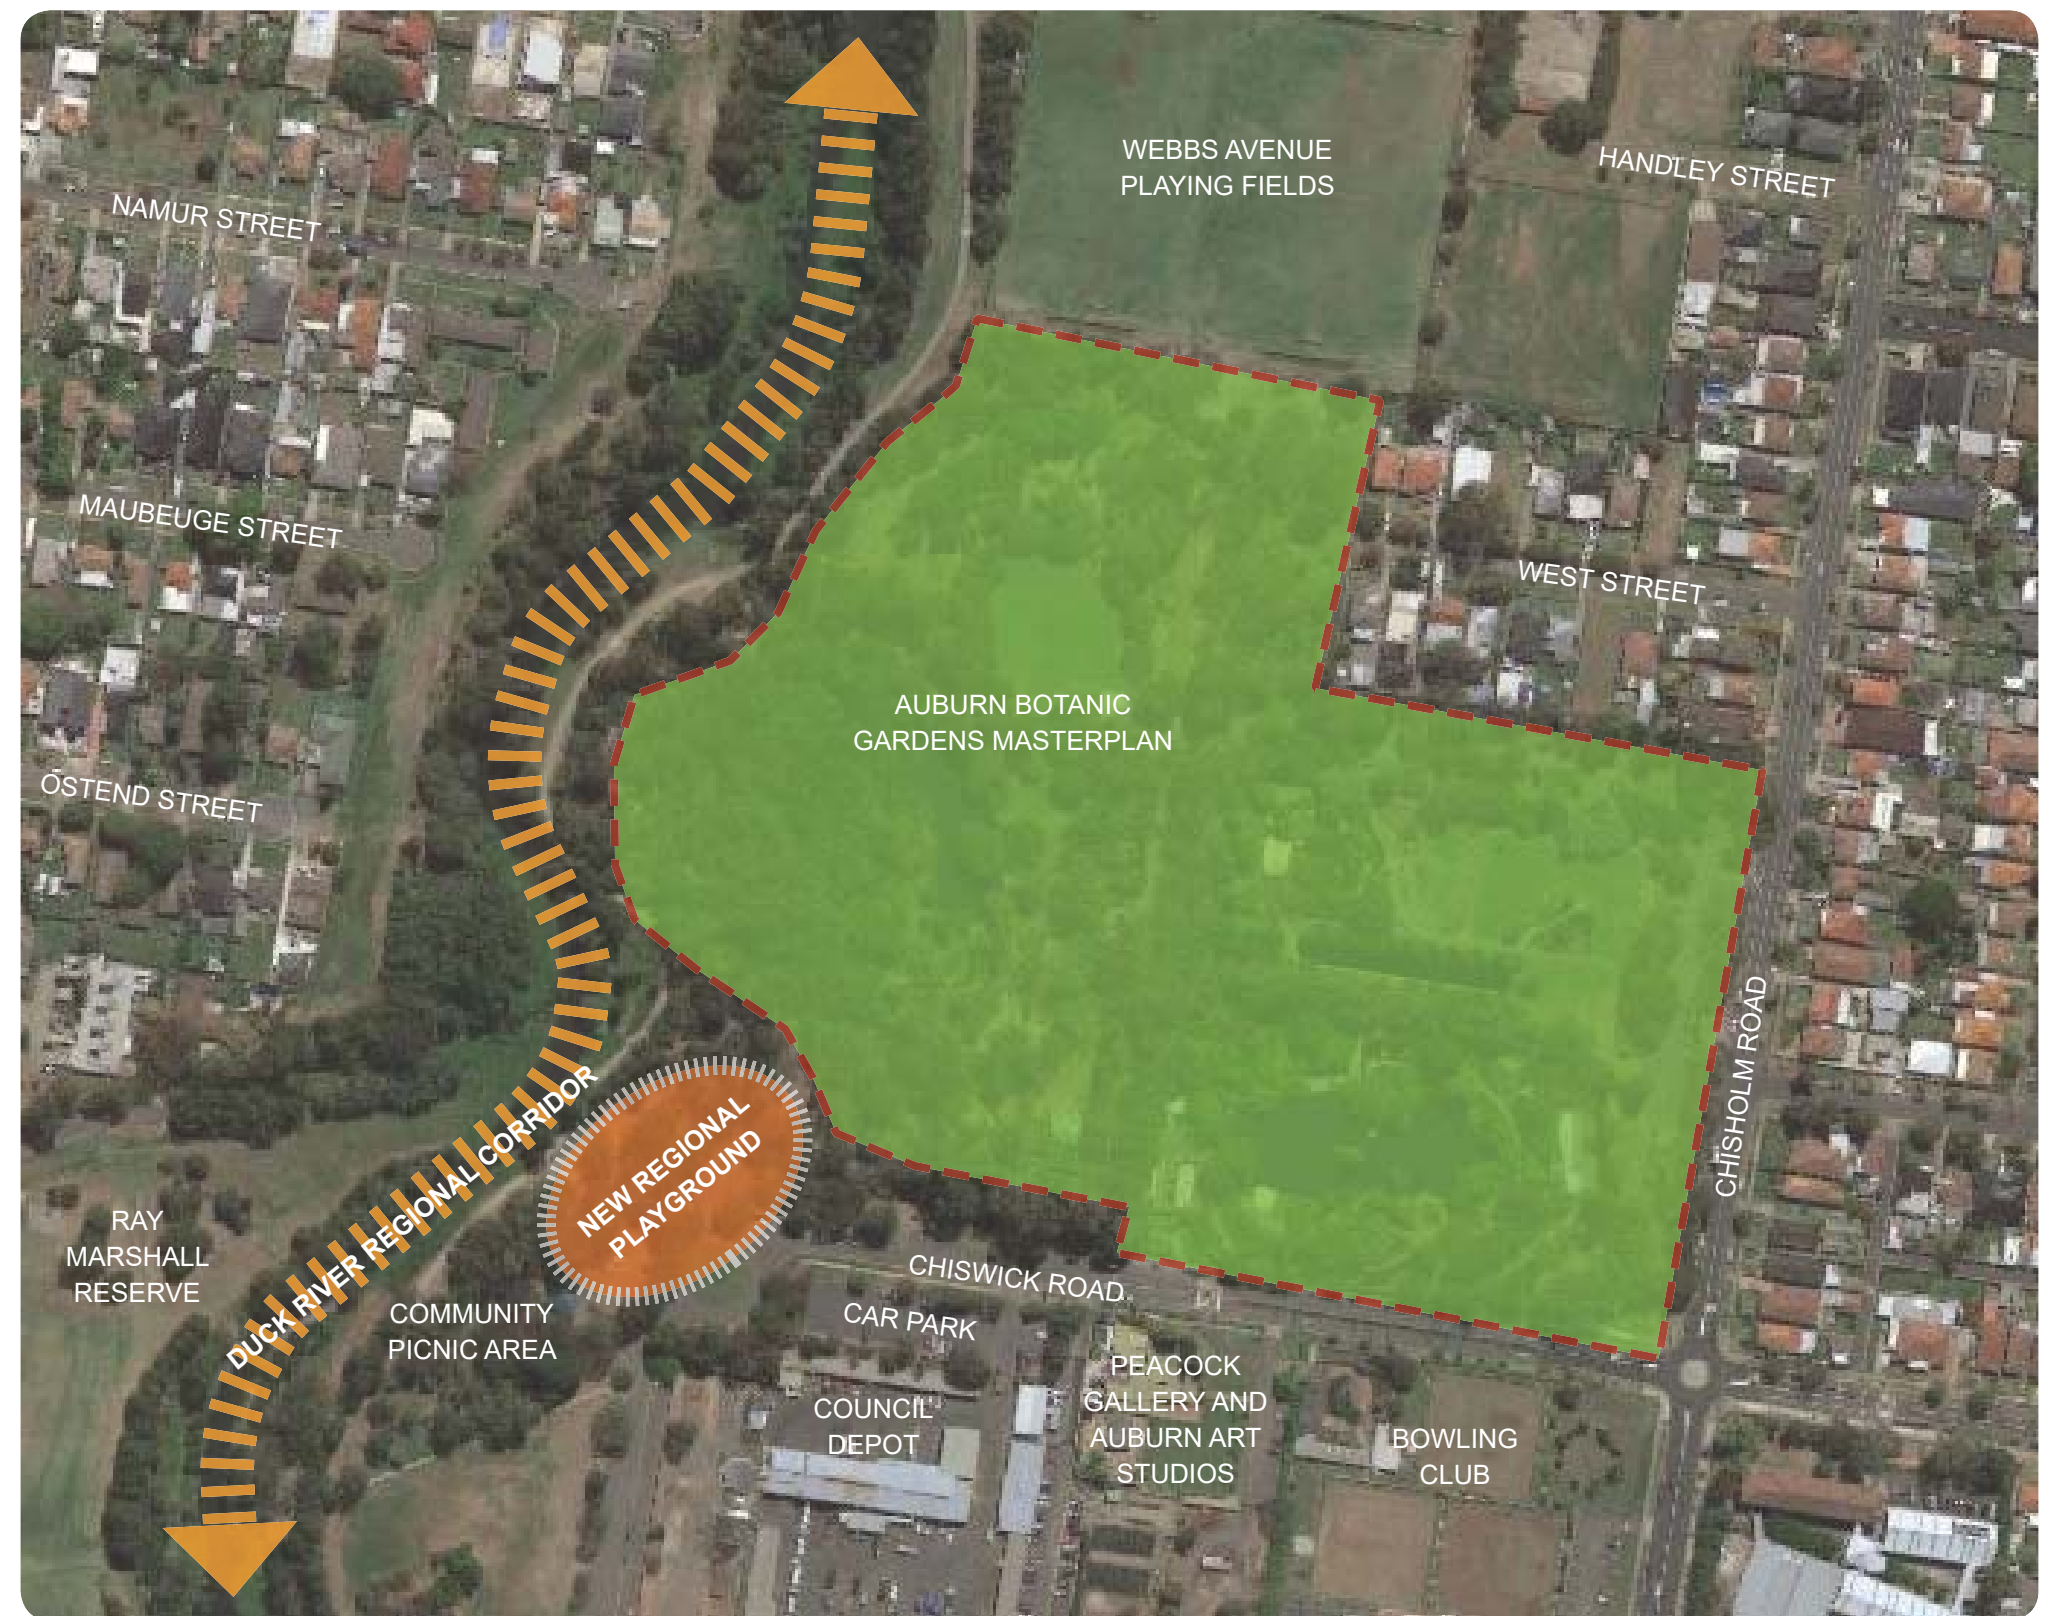 WEBBS AVENUE
PLAYING FIELDS
HANDLEY STREET
NAMUR STREET
MAUBEUGE STREET
WEST STREET
AUBURN BOTANIC
GARDENS MASTERPLAN
OSTEND STREET
CHISHOLM ROAD
DUCK RIVER REGIONAL CORRIDOR
NEW REGIONAL
PLAYGROUND
RAY
MARSHALL
RESERVE
COMMUNITY
PICNIC AREA
CHISWICK ROAD
CAR PARK
COUNCIL
DEPOT
PEACOCK
GALLERY AND
AUBURN ART
STUDIOS
BOWLING
CLUB